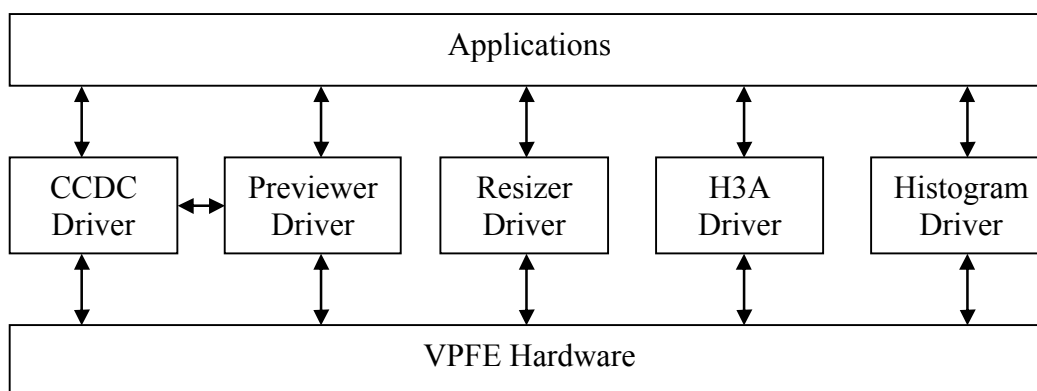 Applications
CCDC
Driver
Previewer
Driver
Resizer
Driver
H3A
Driver
Histogram
Driver
VPFE Hardware